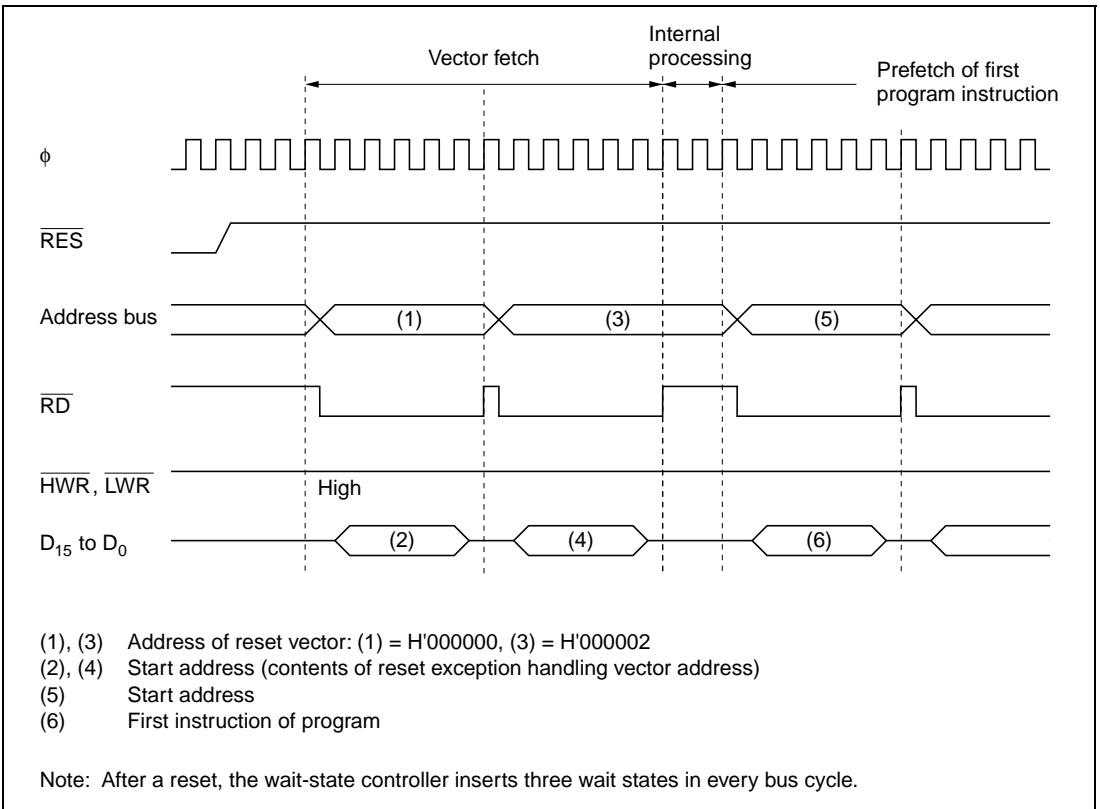 Vector fetch
Internal
processing
Prefetch of first
program instruction
φ
RES
Address bus
(1)
(3)
(5)
RD
HWR, LWR
High
D15 to D0
(2)
(4)
(6)
(1), (3) Address of reset vector: (1) = H'000000, (3) = H'000002
(2), (4) Start address (contents of reset exception handling vector address)
(5) Start address
(6) First instruction of program
Note: After a reset, the wait-state controller inserts three wait states in every bus cycle.